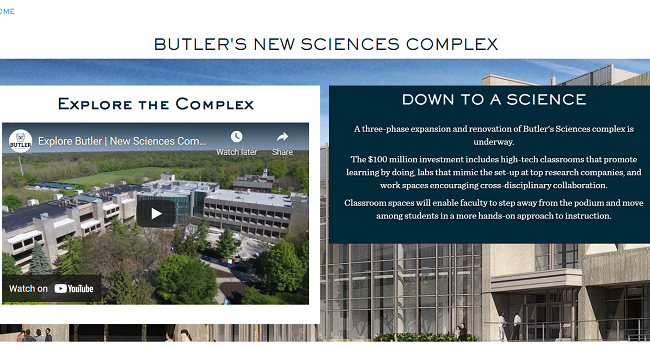 OME
BUTLER'S NEW SCIENCES COMPLEX
EXPLORE THE COMPLEX
BUTLER
Explore Butler | New Sciences Com...
Watch later
Share
Watch on YouTube
DOWN TO A SCIENCE
A three-phase expansion and renovation of Butler's Sciences complex is
underway.
The $100 million investment includes high-tech classrooms that promote
learning by doing, labs that mimic the set-up at top research companies, and
work spaces encouraging cross-disciplinary collaboration.
Classroom spaces will enable faculty to step away from the podium and move
among students in a more hands-on approach to instruction.